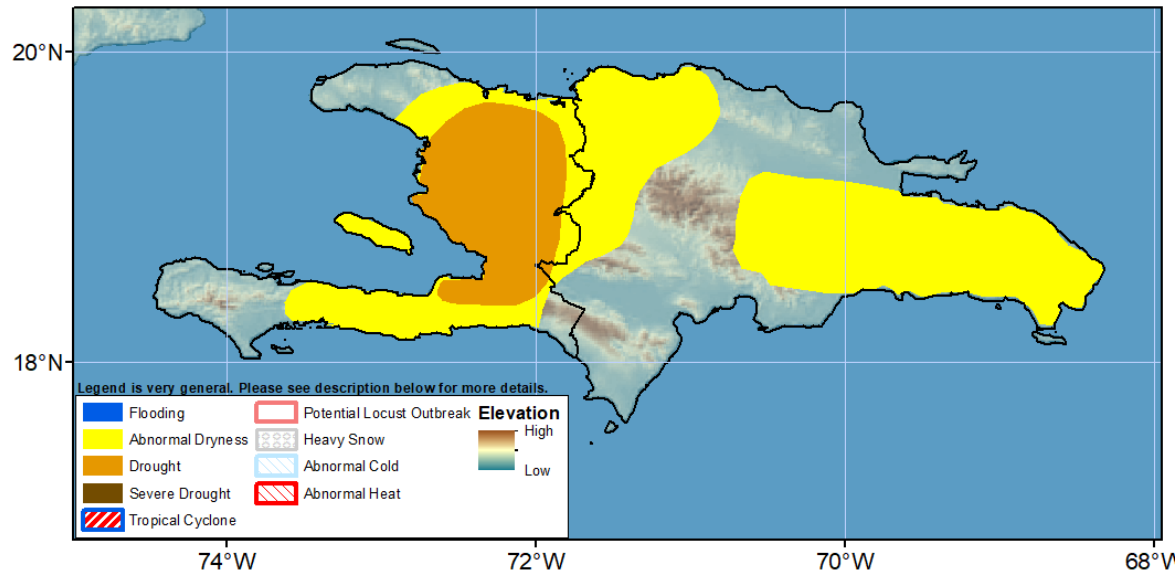 20°N
18°N
Legend is very general. Please see description below for more details.
Flooding
Abnormal Dryness
Drought
Severe Drought
Tropical Cyclone
Potential Locust Outbreak
Heavy Snow
Abnormal Cold
Abnormal Heat
Elevation
High
Low
74°W
72°W
70°W
68°W